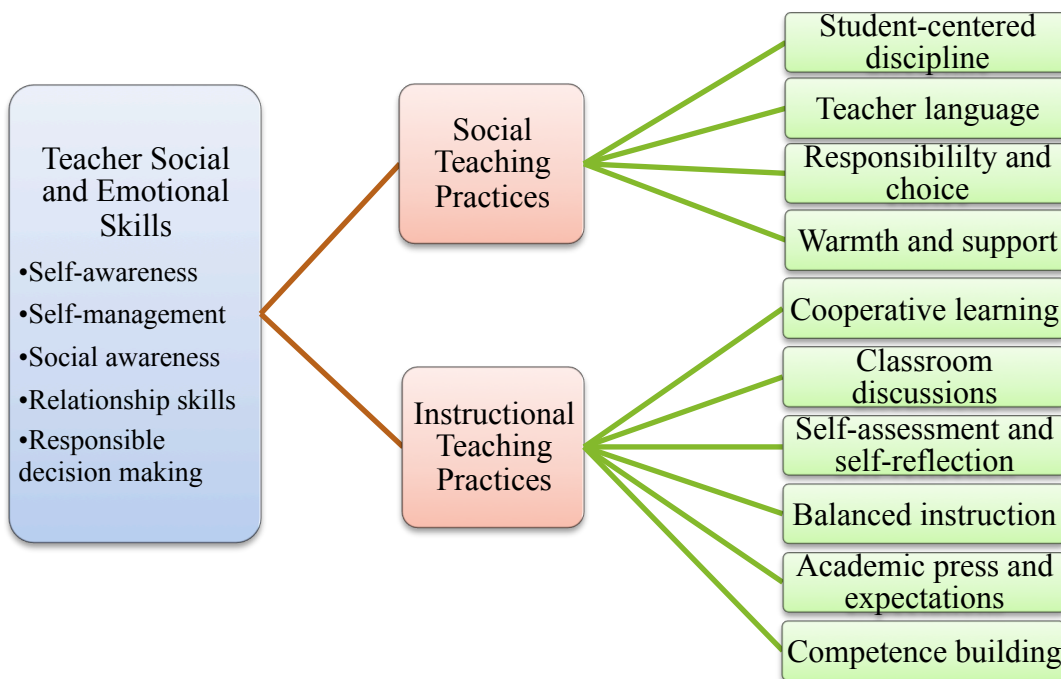 Teacher Social
and Emotional
Skills
•Self-awareness
•Self-management
•Social awareness
•Relationship skills
•Responsible
decision making
Social
Teaching
Practices
Instructional
Teaching
Practices
Student-centered
discipline
Teacher language
Responsibililty and
choice
Warmth and support
Cooperative learning
Classroom
discussions
Self-assessment and
self-reflection
Balanced instruction
Academic press and
expectations
Competence building